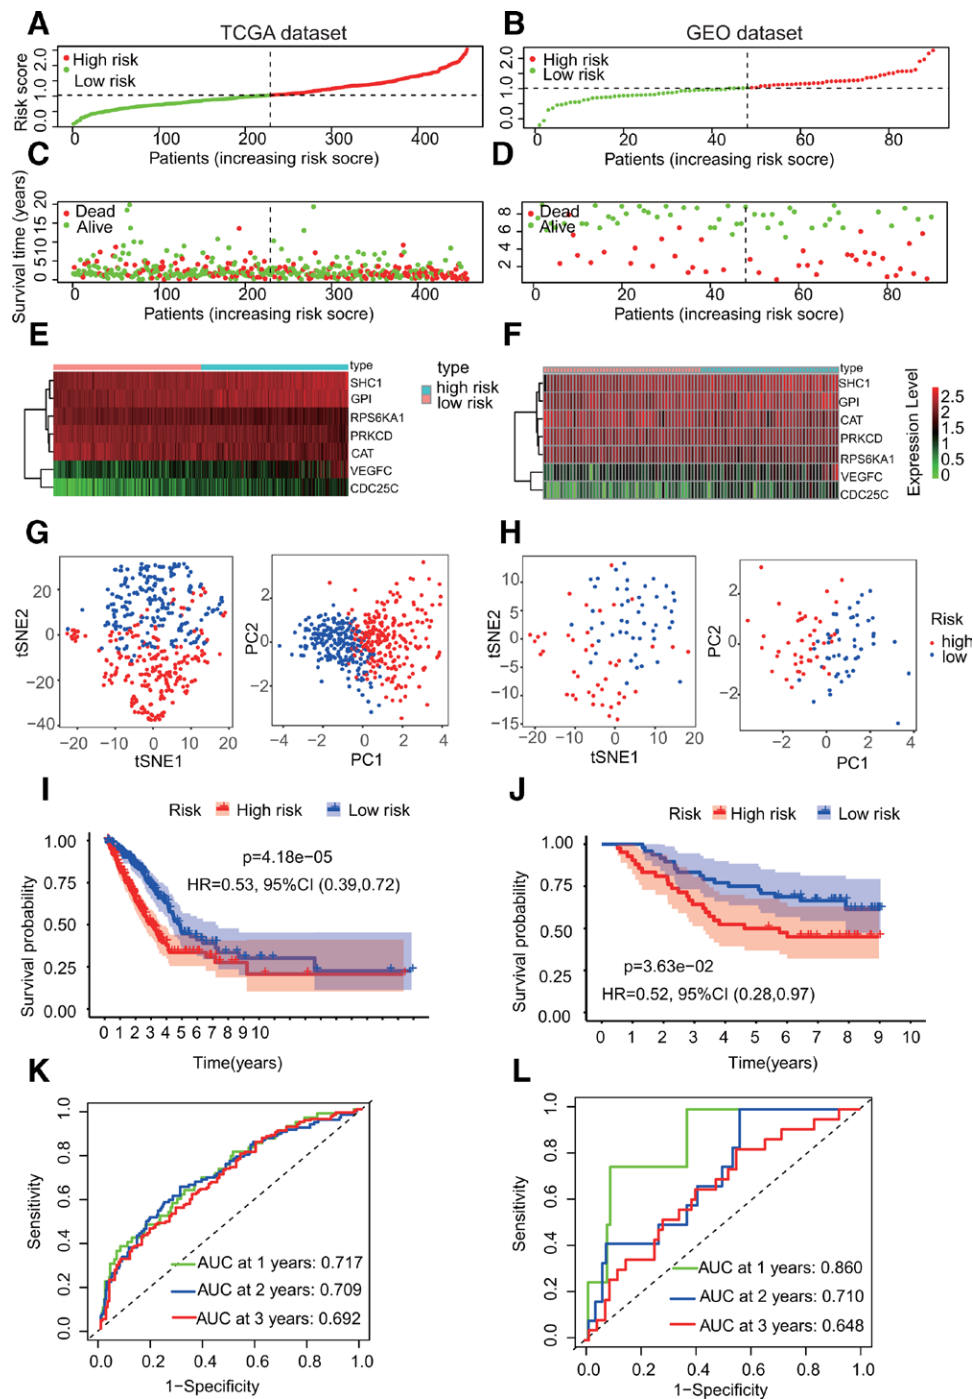 A
TCGA dataset
Risk score
0.0 1.0 2.0
High risk
Low risk
0 100 200 300 400
Patients (increasing risk socre)
B
GEO dataset
0.0 1.0 2.0
High risk
Low risk
0 20 40 60 80
Patients (increasing risk socre)
C
Survival time (years)
0 5 10 15 20
Dead
Alive
0 100 200 300 400
Patients (increasing risk socre)
D
2 4 6 8
Dead
Alive
0 20 40 60 80
Patients (increasing risk socre)
E
type
SHC1
GPI
RPS6KA1
PRKCD
CAT
VEGFC
CDC25C
type
high risk
low risk
F
type
SHC1
GPI
CAT
PRKCD
RPS6KA1
VEGFC
CDC25C
Expression Level
2.5
2
1.5
1
0.5
0
G
tSNE2
20
0
−20
−40
−20 −10 0 10 20
tSNE1
PC2
2
0
−2
−4 −2 0 2 4
PC1
H
tSNE2
10
5
0
−5
−10
−15
−20 −10 0 10 20
tSNE1
PC2
2
0
−2
−2 0 2 4
PC1
Risk
high
low
I
Risk High risk Low risk
Survival probability
1.00
0.75
0.50
0.25
0.00
p=4.18e−05
HR=0.53, 95%CI (0.39,0.72)
0 1 2 3 4 5 6 7 8 9 10
Time(years)
J
Risk High risk Low risk
Survival probability
1.00
0.75
0.50
0.25
0.00
p=3.63e−02
HR=0.52, 95%CI (0.28,0.97)
0 1 2 3 4 5 6 7 8 9 10
Time(years)
K
Sensitivity
0.0 0.2 0.4 0.6 0.8 1.0
AUC at 1 years: 0.717
AUC at 2 years: 0.709
AUC at 3 years: 0.692
0.0 0.2 0.4 0.6 0.8 1.0
1−Specificity
L
Sensitivity
0.0 0.2 0.4 0.6 0.8 1.0
AUC at 1 years: 0.860
AUC at 2 years: 0.710
AUC at 3 years: 0.648
0.0 0.2 0.4 0.6 0.8 1.0
1−Specificity